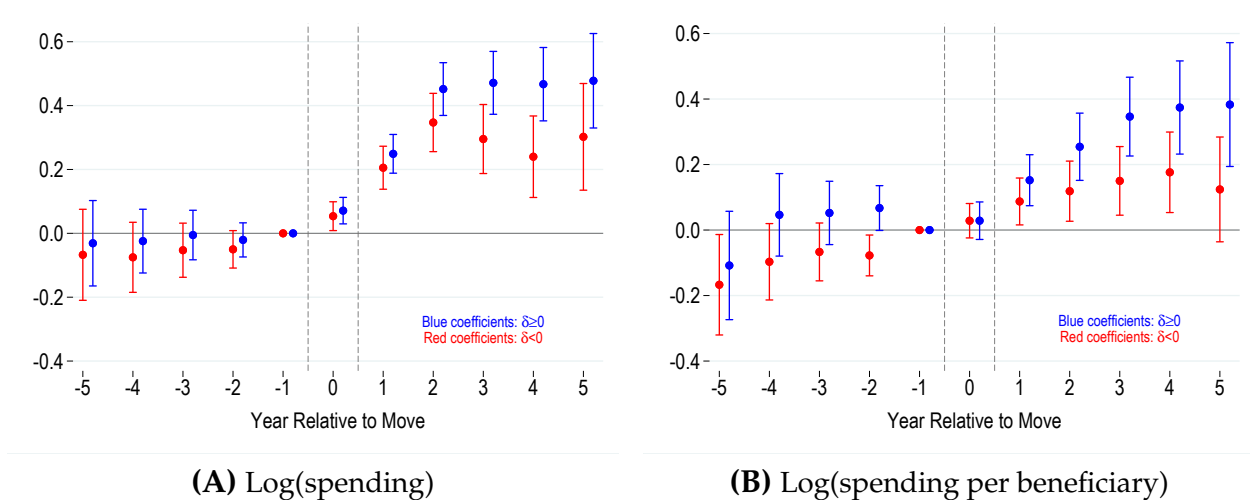 0.6
0.4
0.2
0.0
-0.2
-0.4
-5 -4 -3 -2 -1 0 1 2 3 4 5
Year Relative to Move
Blue coefficients: δ≥0
Red coefficients: δ<0
(A) Log(spending)
0.6
0.4
0.2
0.0
-0.2
-0.4
-5 -4 -3 -2 -1 0 1 2 3 4 5
Year Relative to Move
Blue coefficients: δ≥0
Red coefficients: δ<0
(B) Log(spending per beneficiary)